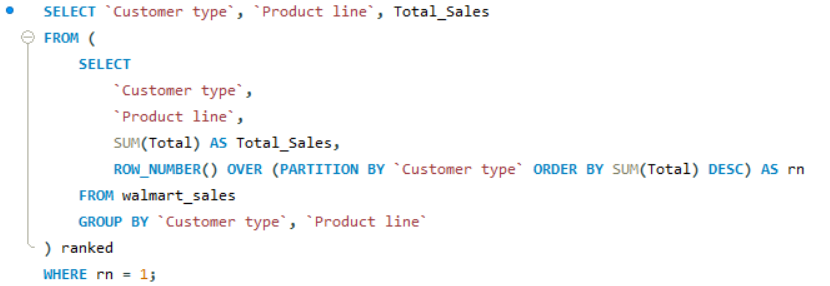 SELECT `Customer type`, `Product line`, Total_Sales
FROM (
SELECT
`Customer type`,
`Product line`,
SUM(Total) AS Total_Sales,
ROW_NUMBER() OVER (PARTITION BY `Customer type` ORDER BY SUM(Total) DESC) AS rn
FROM walmart_sales
GROUP BY `Customer type`, `Product line`
) ranked
WHERE rn = 1;